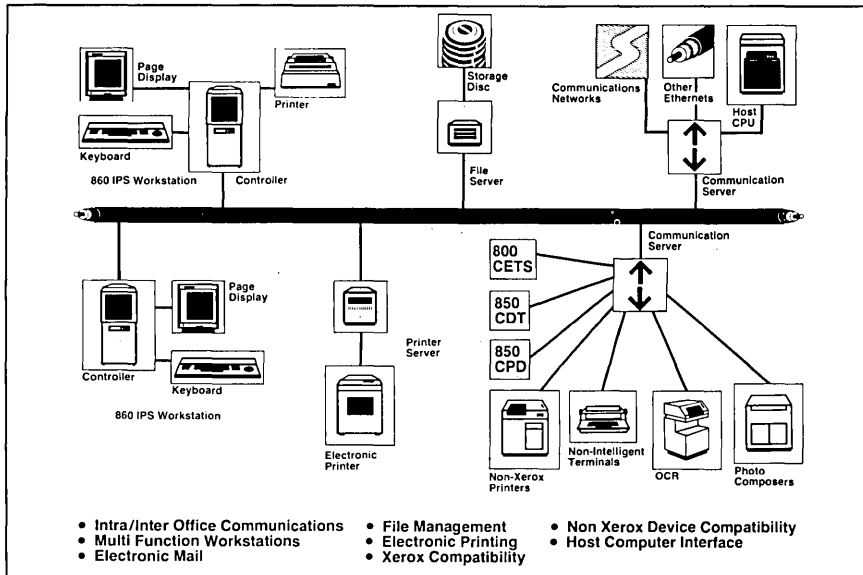 Page
Display
Keyboard
860 IPS Workstation
Controller
Printer
Storage
Disc
File
Server
Communications
Networks
Other
Ethernets
Host
CPU
Communication
Server
Controller
Page
Display
Keyboard
860 IPS Workstation
Printer
Server
Electronic
Printer
Communication
Server
800
CETS
850
CDT
850
CPD
Non-Xerox
Printers
Non-Intelligent
Terminals
OCR
Photo
Composers
• Intra/Inter Office Communications
• Multi Function Workstations
• Electronic Mail
• File Management
• Electronic Printing
• Xerox Compatibility
• Non Xerox Device Compatibility
• Host Computer Interface